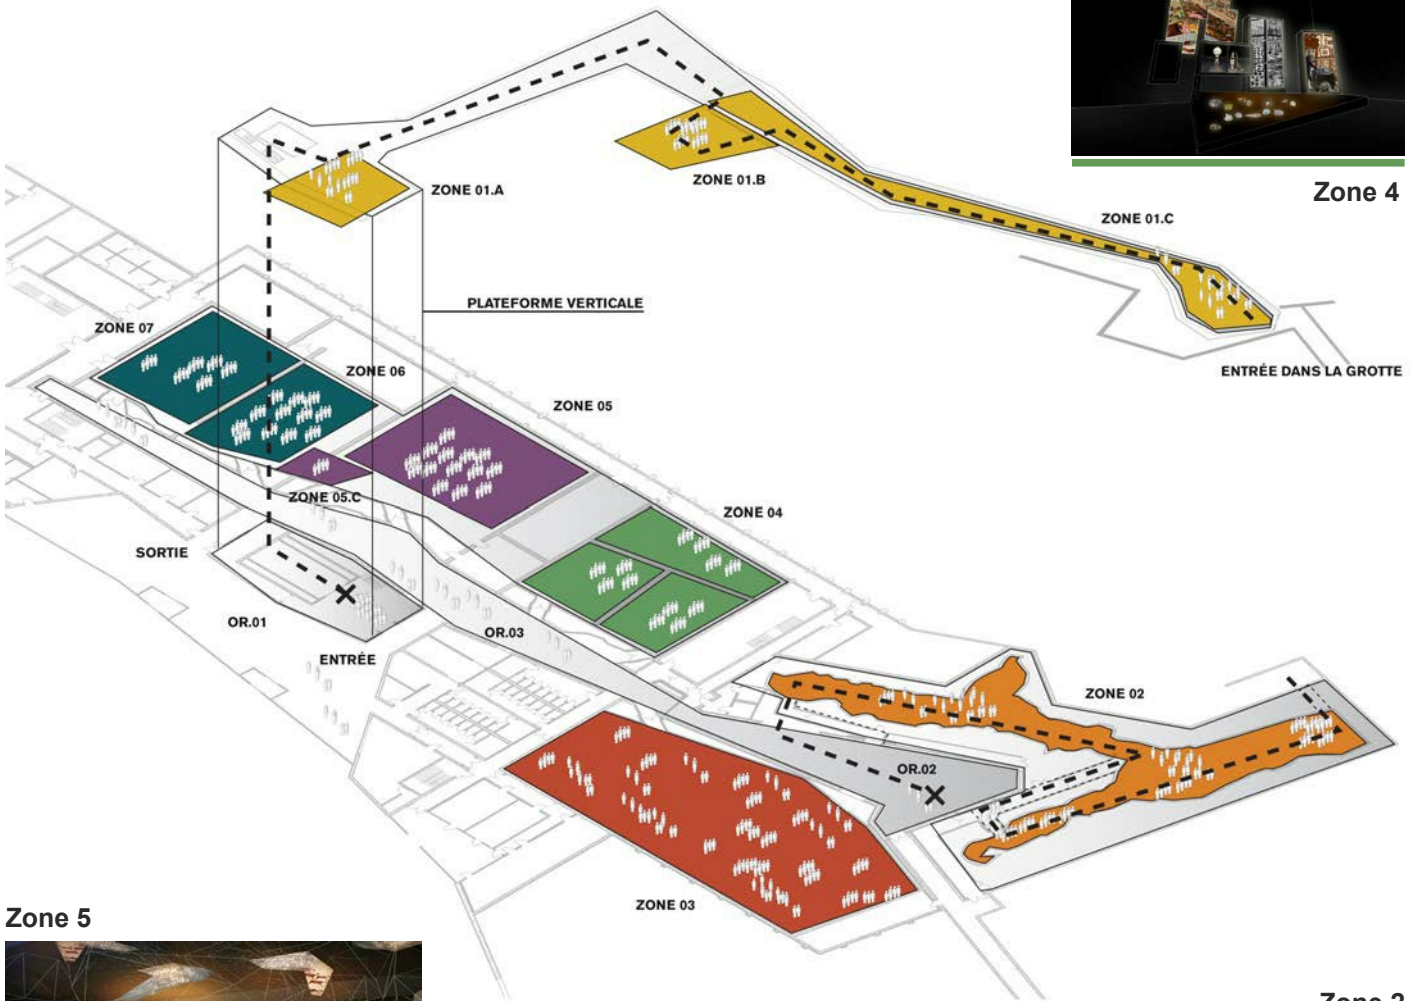 Zone 4
ZONE 01.A
ZONE 01.B
ZONE 01.C
PLATEFORME VERTICALE
ZONE 07
ZONE 06
ZONE 05
ENTRÉE DANS LA GROTTE
ZONE 05.C
ZONE 04
SORTIE
OR.01
OR.03
ENTRÉE
ZONE 02
OR.02
ZONE 03
Zone 5